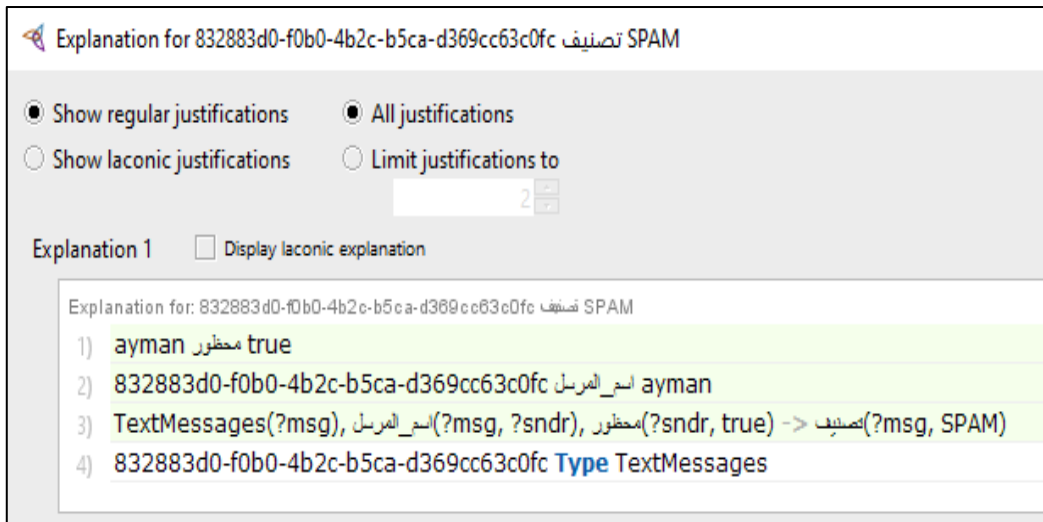 Explanation for 832883d0-f0b0-4b2c-b5ca-d369cc63c0fc تصنيف SPAM
Show regular justifications All justifications
Show laconic justifications Limit justifications to
2
Explanation 1 Display laconic explanation
Explanation for: 832883d0-f0b0-4b2c-b5ca-d369cc63c0fc تصنيف SPAM
1) ayman محظور true
2) 832883d0-f0b0-4b2c-b5ca-d369cc63c0fc اسم_المرسل ayman
3) TextMessages(?msg), اسم_المرسل(?msg, ?sndr), محظور(?sndr, true) -> تصنيف(?msg, SPAM)
4) 832883d0-f0b0-4b2c-b5ca-d369cc63c0fc Type TextMessages